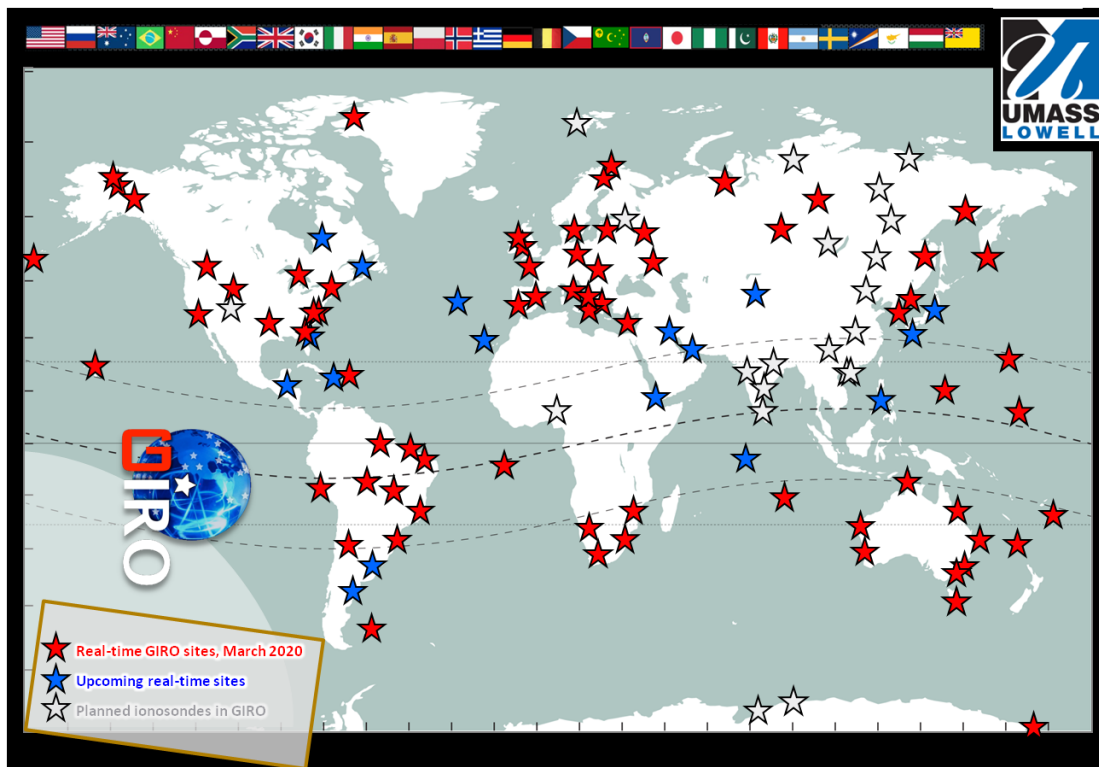 UMASS
LOWELL
GIRO
Real-time GIRO sites, March 2020
Upcoming real-time sites
Planned ionosondes in GIRO